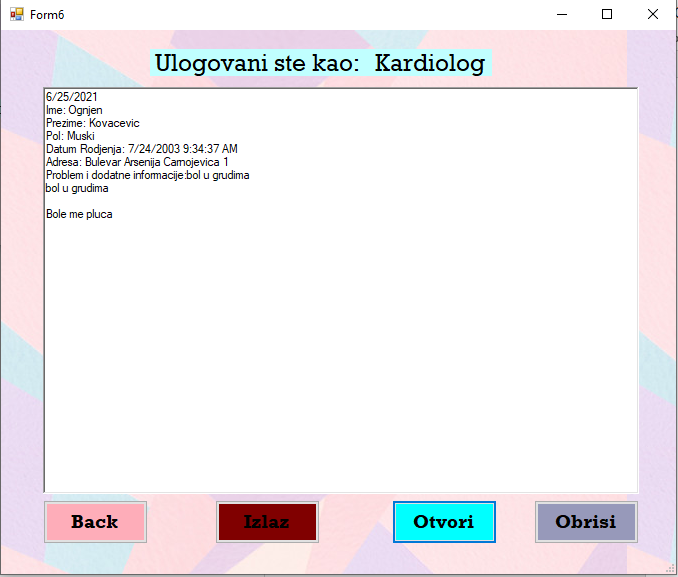 Form6
Ulogovani ste kao: Kardiolog
6/25/2021
Ime: Ognjen
Prezime: Kovacevic
Pol: Muski
Datum Rodjenja: 7/24/2003 9:34:37 AM
Adresa: Bulevar Arsenija Carnojevica 1
Problem i dodatne informacije:bol u grudima
bol u grudima
Bole me pluca
Back Izlaz Otvori Obrisi